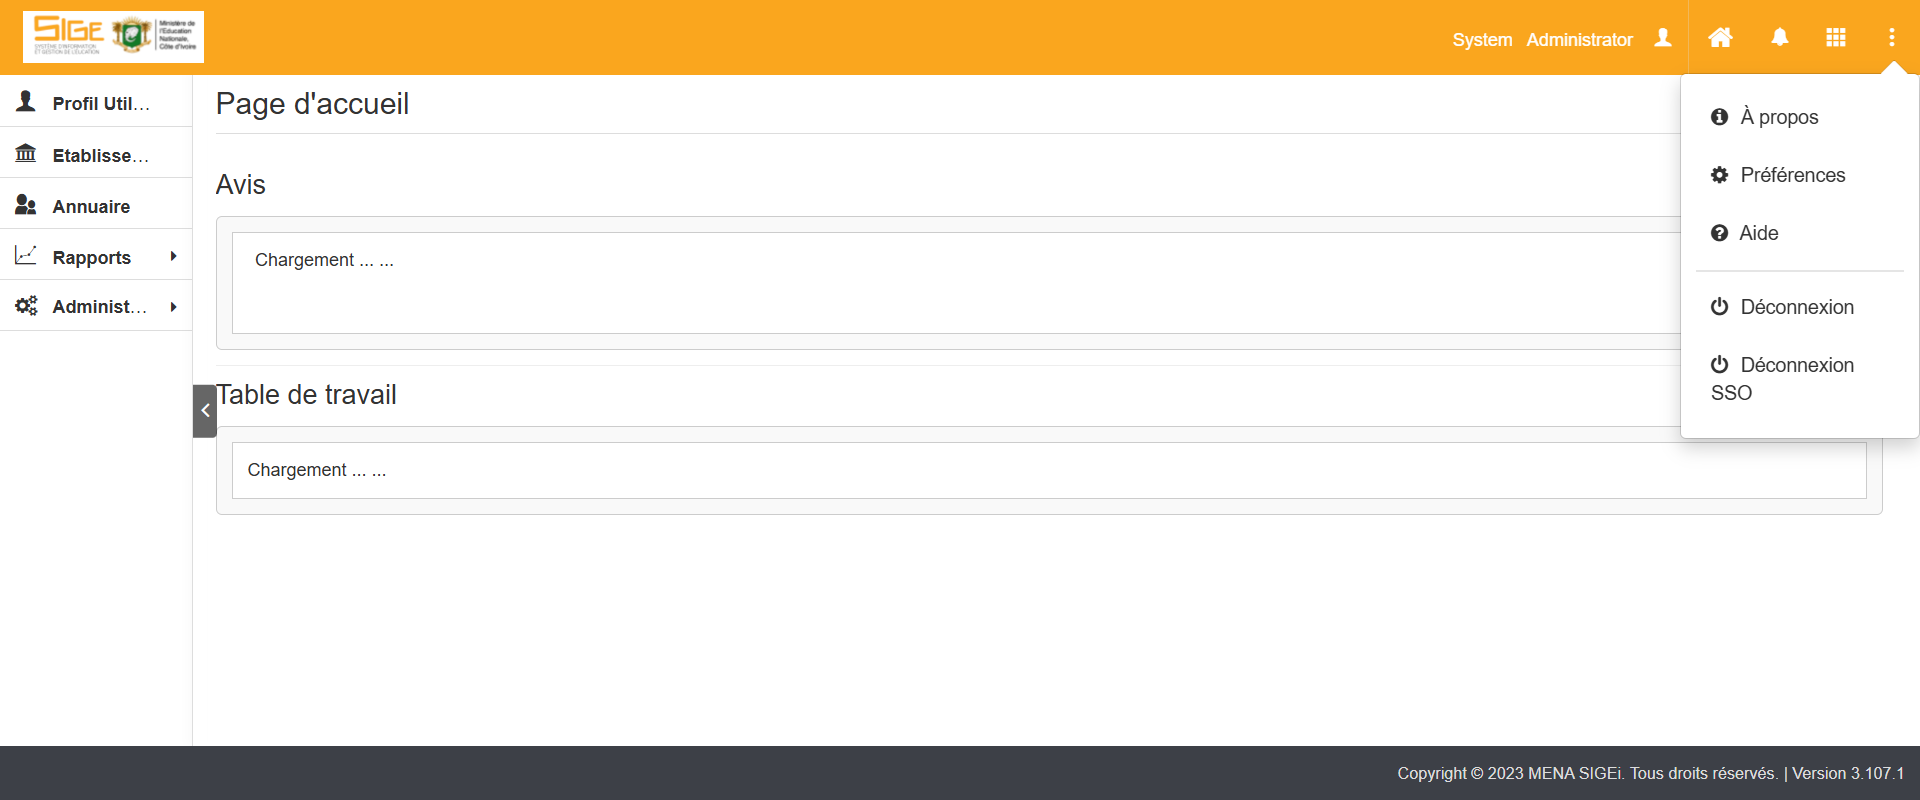 SIGE
SYSTÈME D'INFORMATION
ET GESTION DE L'EDUCATION
Ministère de
l'Education
Nationale,
Côte d'Ivoire
System Administrator
Profil Util...
Etablisse...
Annuaire
Rapports
Administ...
Page d'accueil
Avis
Chargement ... ...
Table de travail
Chargement ... ...
À propos
Préférences
Aide
Déconnexion
Déconnexion
SSO
Copyright © 2023 MENA SIGEi. Tous droits réservés. | Version 3.107.1